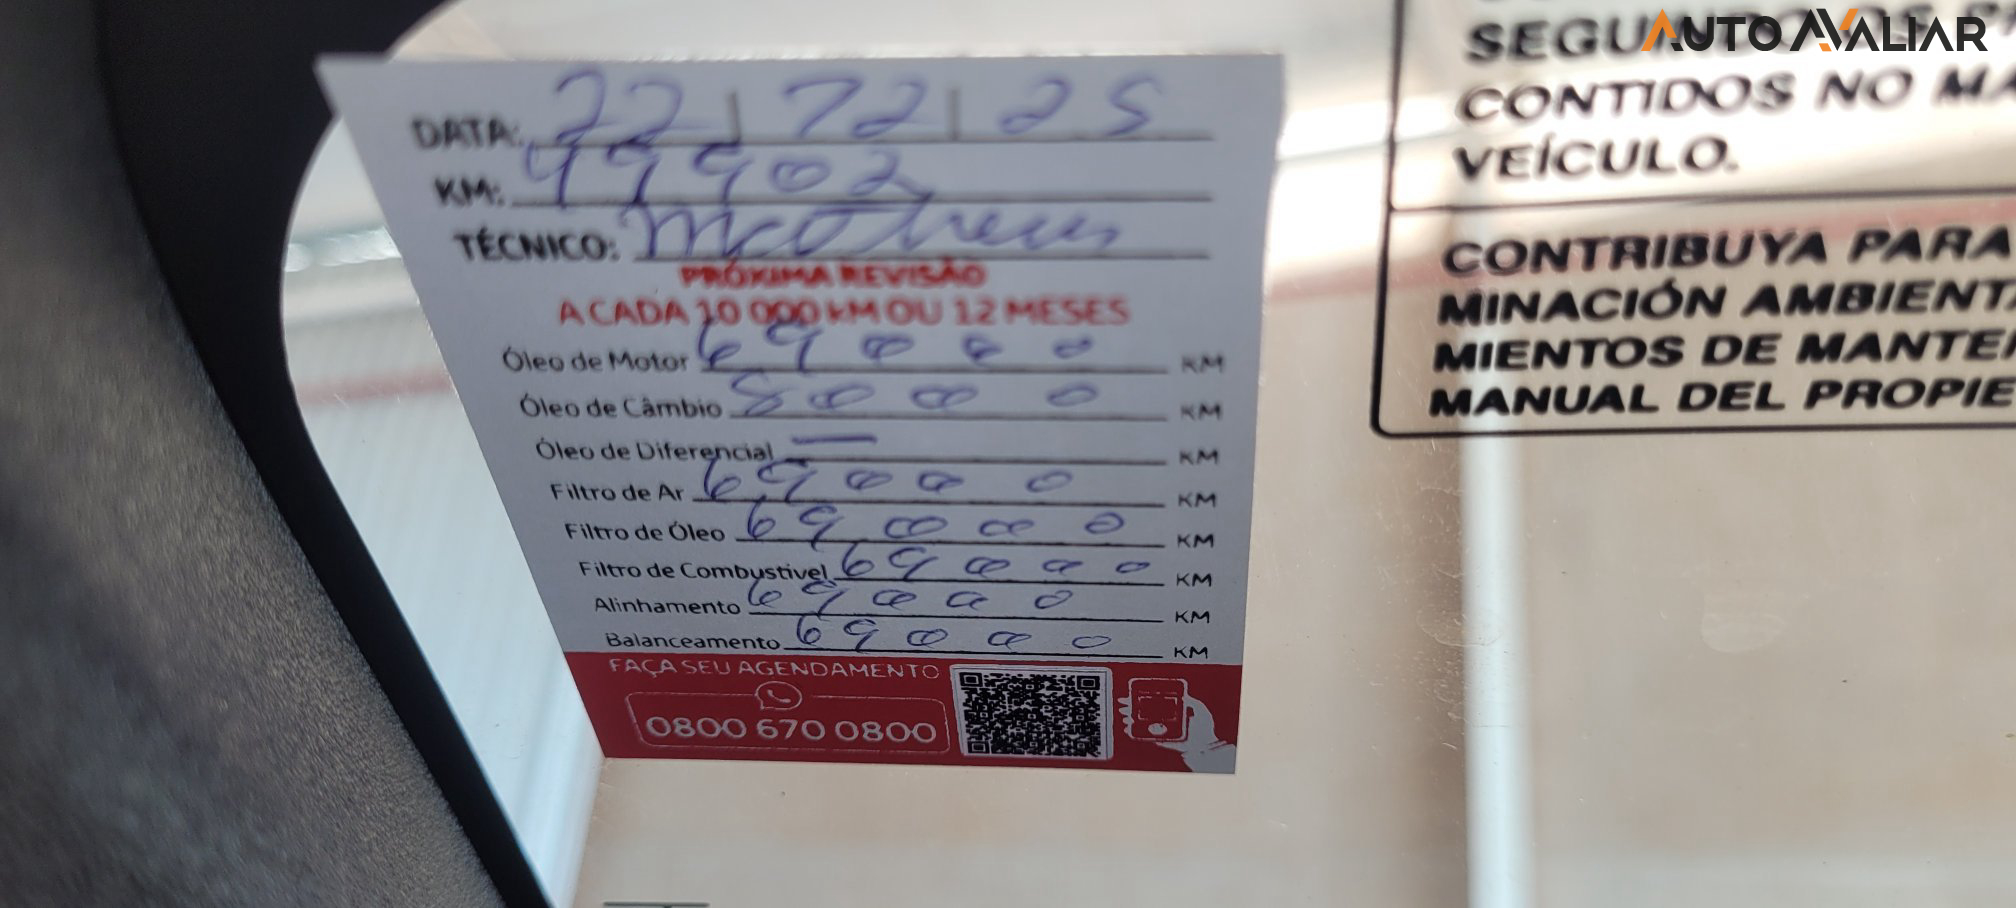 AUTO AVALIAR
DATA: 22 | 12 | 25
KM: 99902
TÉCNICO: Matheus
PRÓXIMA REVISÃO
A CADA 10 000 KM OU 12 MESES
Óleo de Motor 69000 KM
Óleo de Câmbio 80000 KM
Óleo de Diferencial — KM
Filtro de Ar 69000 KM
Filtro de Óleo 69000 KM
Filtro de Combustível 69000 KM
Alinhamento 69000 KM
Balanceamento 69000 KM
FAÇA SEU AGENDAMENTO
0800 670 0800
CONTIDOS NO MA
VEÍCULO.
CONTRIBUYA PARA
MINACIÓN AMBIENT
MIENTOS DE MANTE
MANUAL DEL PROPIE